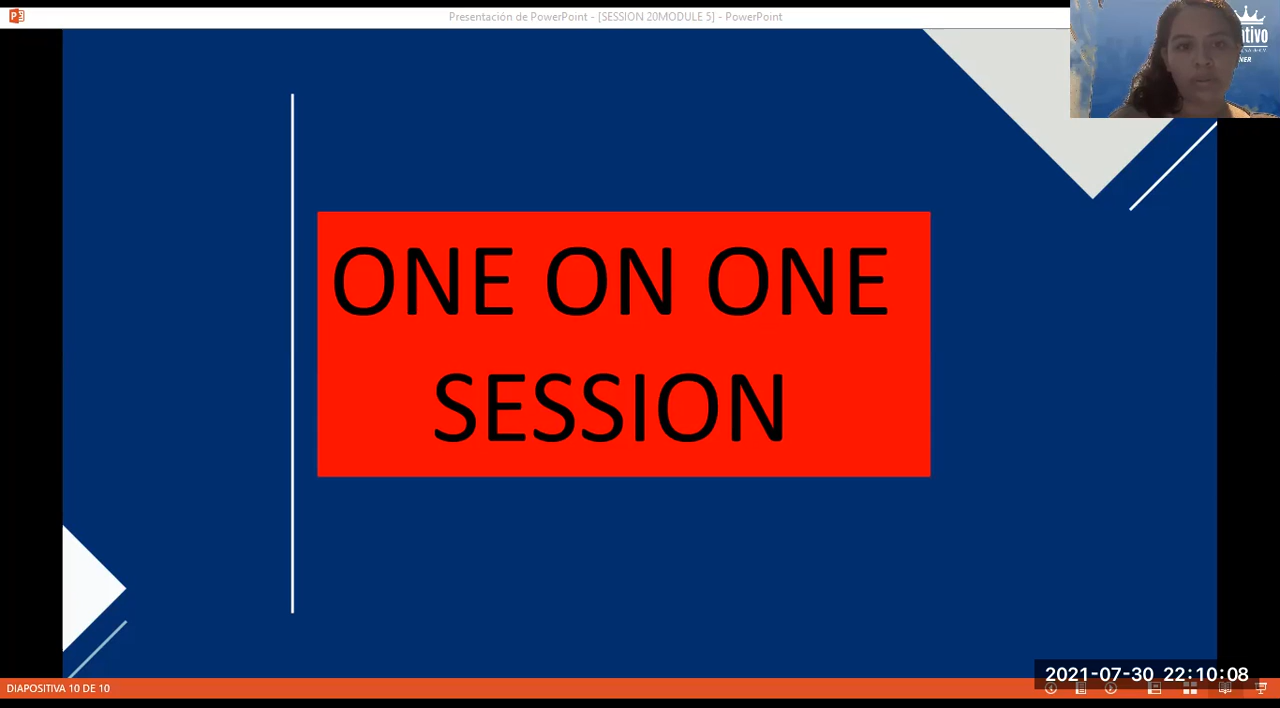 Presentación de PowerPoint - [SESSION 20MODULE 5] - PowerPoint
ONE ON ONE
SESSION
DIAPOSITIVA 10 DE 10
2021-07-30 22:10:08